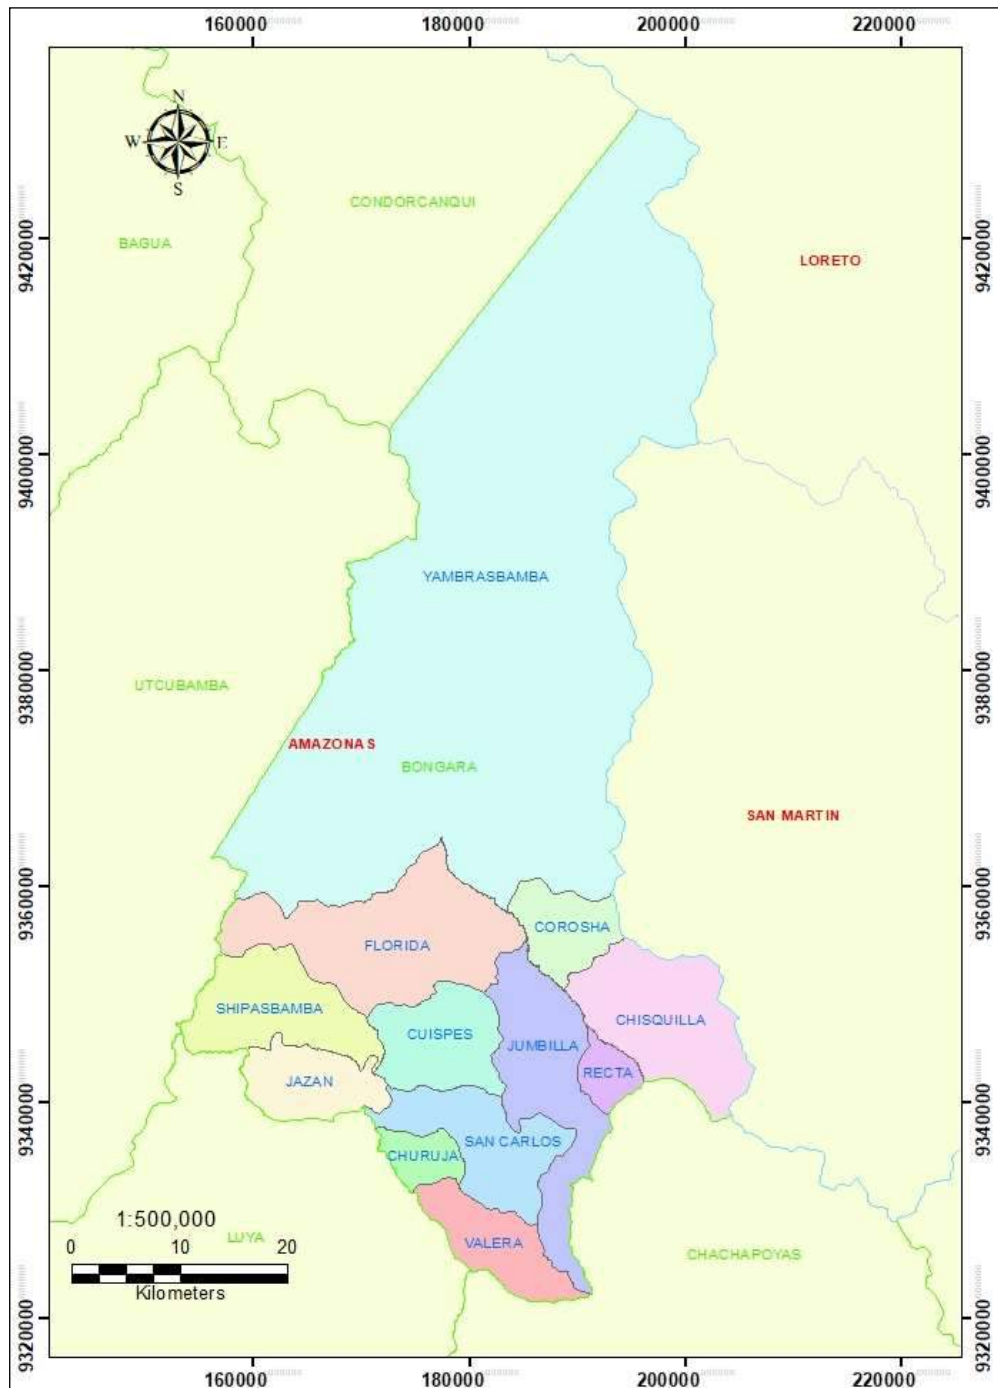 160000
180000
200000
220000
N
W
E
S
CONDORCANQUI
BAGUA
LORETO
9420000
9420000
9400000
9400000
YAMBRASBAMBA
UTCUBAMBA
9380000
9380000
AMAZONAS
BONGARA
SAN MARTIN
9360000
9360000
COROSHA
FLORIDA
SHIPASBAMBA
CHISQUILLA
CUISPES
JUMBILLA
RECTA
JAZAN
9340000
9340000
SAN CARLOS
CHURUJA
1:500,000
LUYA
VALERA
CHACHAPOYAS
0
10
20
Kilometers
9320000
9320000
160000
180000
200000
220000